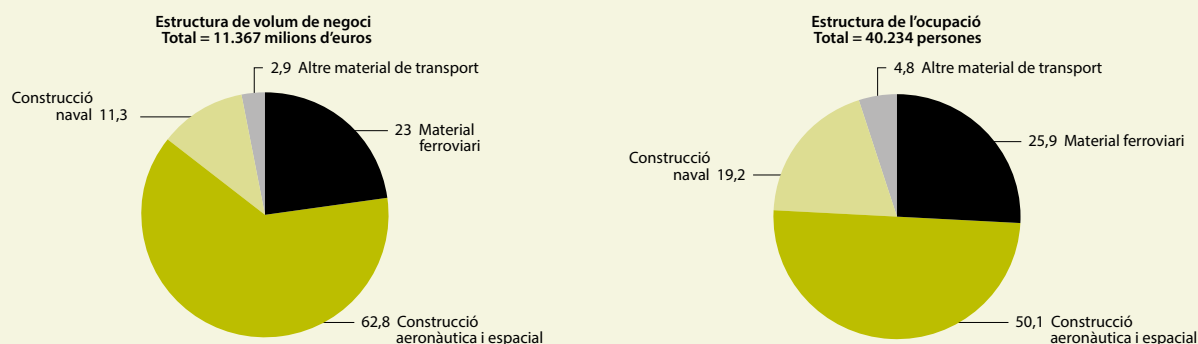 Estructura de volum de negoci
Total = 11.367 milions d'euros
2,9 Altre material de transport
Construcció
naval 11,3
23 Material
ferroviari
62,8 Construcció
aeronàutica i espacial
Estructura de l'ocupació
Total = 40.234 persones
4,8 Altre material de transport
25,9 Material ferroviari
Construcció
naval 19,2
50,1 Construcció
aeronàutica i espacial